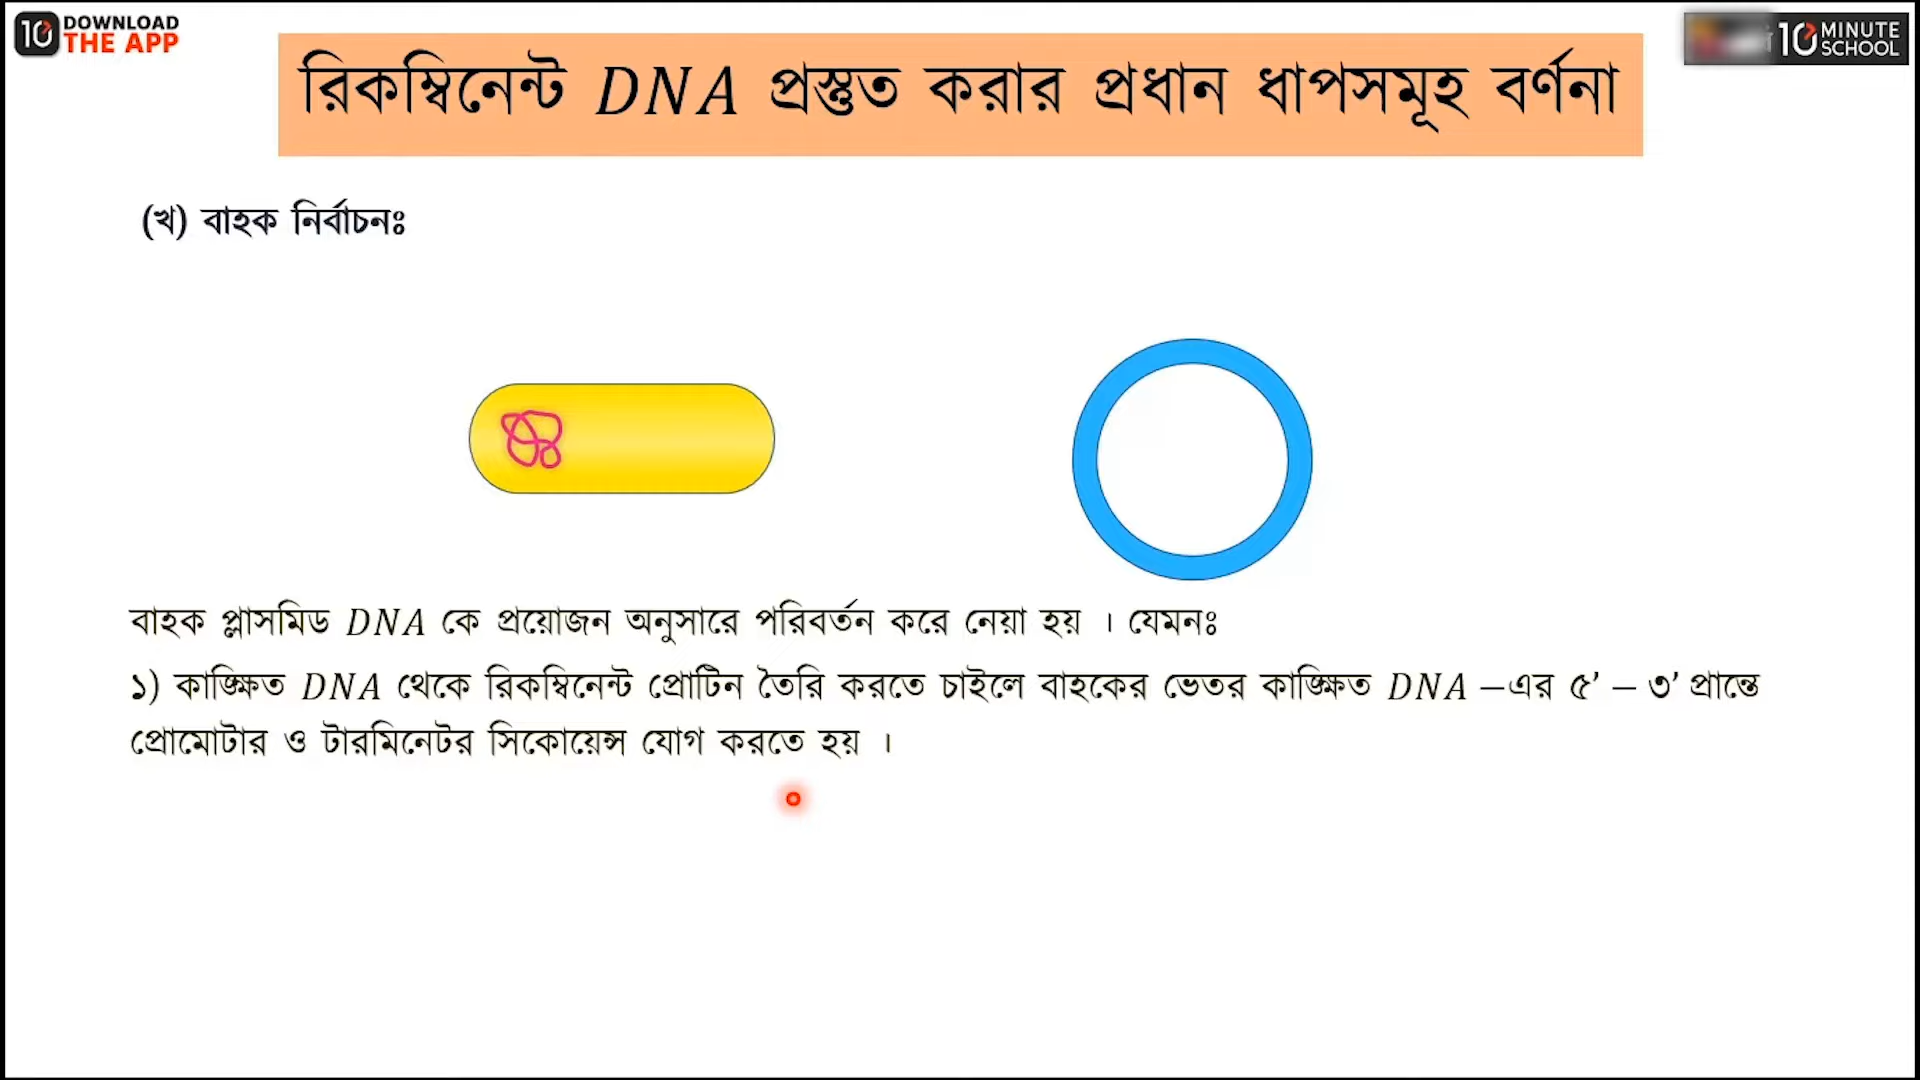 10 DOWNLOAD THE APP
10 MINUTE SCHOOL
রিকম্বিনেন্ট DNA প্রস্তুত করার প্রধান ধাপসমূহ বর্ণনা
(খ) বাহক নির্বাচনঃ
বাহক প্লাসমিড DNA কে প্রয়োজন অনুসারে পরিবর্তন করে নেয়া হয় । যেমনঃ
১) কাঙ্ক্ষিত DNA থেকে রিকম্বিনেন্ট প্রোটিন তৈরি করতে চাইলে বাহকের ভেতর কাঙ্ক্ষিত DNA –এর ৫’ – ৩’ প্রান্তে
প্রোমোটার ও টারমিনেটর সিকোয়েন্স যোগ করতে হয় ।